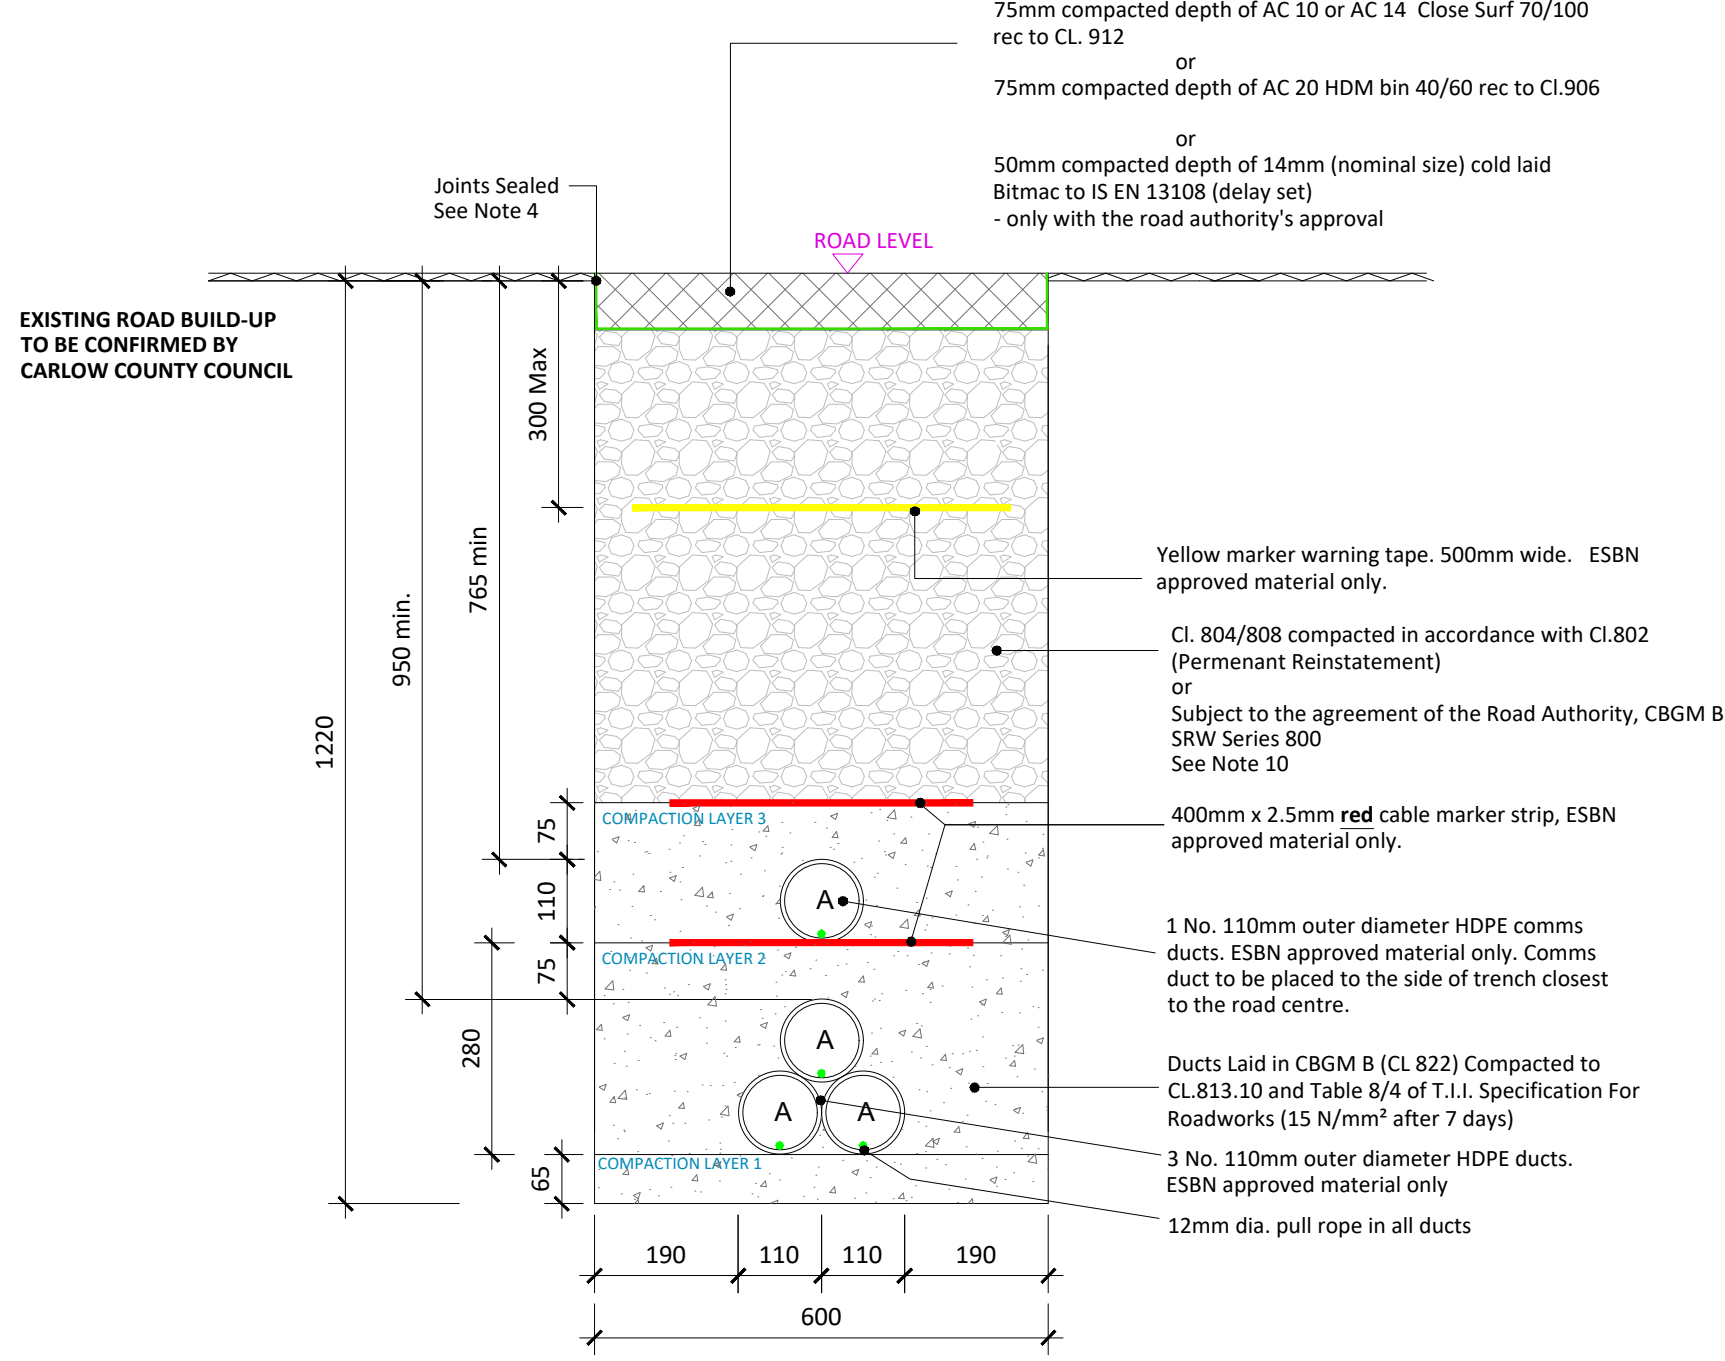 75mm compacted depth of AC 10 or AC 14 Close Surf 70/100
rec to CL. 912
or
75mm compacted depth of AC 20 HDM bin 40/60 rec to Cl.906
or
50mm compacted depth of 14mm (nominal size) cold laid
Bitmac to IS EN 13108 (delay set)
- only with the road authority's approval
Joints Sealed
See Note 4
ROAD LEVEL
EXISTING ROAD BUILD-UP
TO BE CONFIRMED BY
CARLOW COUNTY COUNCIL
300 Max
765 min
950 min.
1220
Yellow marker warning tape. 500mm wide. ESBN
approved material only.
Cl. 804/808 compacted in accordance with Cl.802
(Permenant Reinstatement)
or
Subject to the agreement of the Road Authority, CBGM B
SRW Series 800
See Note 10
COMPACTION LAYER 3
75
400mm x 2.5mm red cable marker strip, ESBN
approved material only.
110
A
1 No. 110mm outer diameter HDPE comms
ducts. ESBN approved material only. Comms
duct to be placed to the side of trench closest
to the road centre.
COMPACTION LAYER 2
75
280
A
A
A
Ducts Laid in CBGM B (CL 822) Compacted to
CL.813.10 and Table 8/4 of T.I.I. Specification For
Roadworks (15 N/mm² after 7 days)
COMPACTION LAYER 1
65
3 No. 110mm outer diameter HDPE ducts.
ESBN approved material only
12mm dia. pull rope in all ducts
190
110
110
190
600